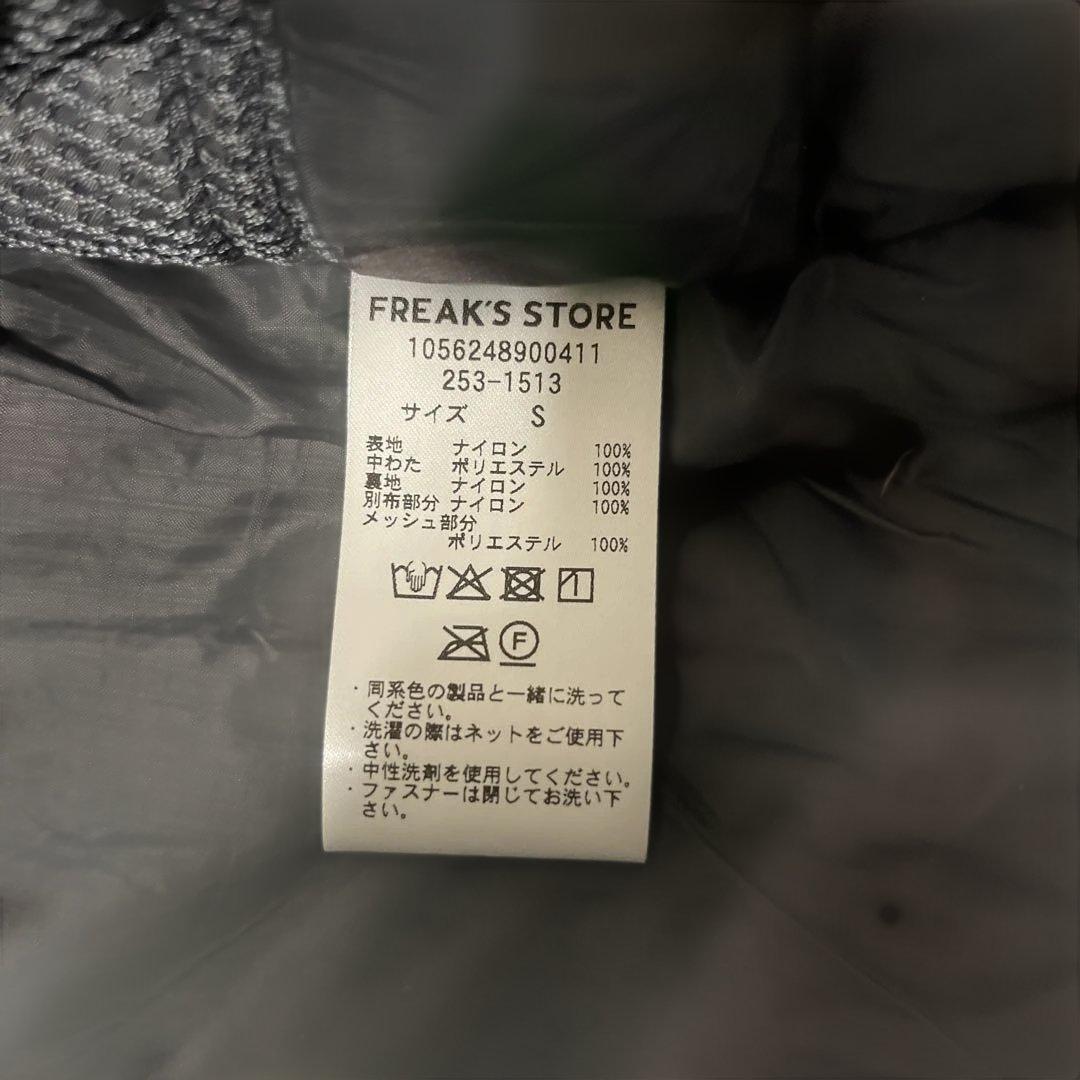 FREAK'S STORE
1056248900411
253-1513
サイズ S
表地 ナイロン 100%
中わた ポリエステル 100%
裏地 ナイロン 100%
別布部分 ナイロン 100%
メッシュ部分
ポリエステル 100%
F
・同系色の製品と一緒に洗って
ください。
・洗濯の際はネットをご使用下
さい。
・中性洗剤を使用してください。
・ファスナーは閉じてお洗い下
さい。